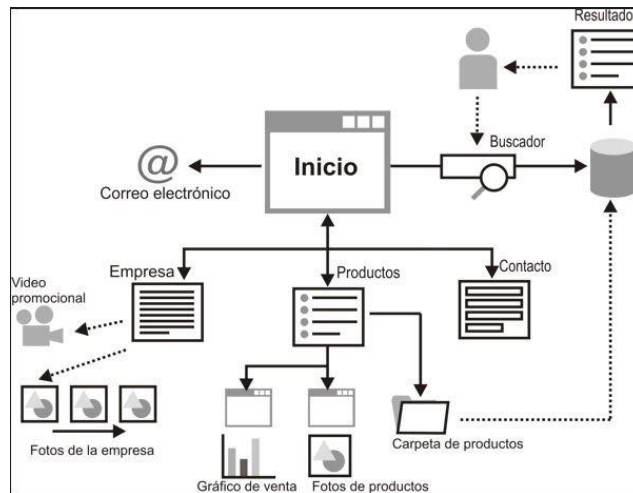 Resultado
Buscador
Inicio
@
Correo electrónico
Empresa
Productos
Contacto
Video
promocional
Fotos de la empresa
Carpeta de productos
Gráfico de venta
Fotos de productos